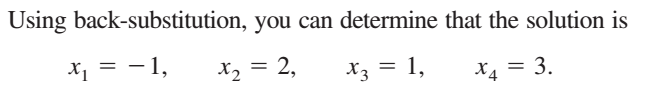 Using back-substitution, you can determine that the solution is
x₁ = −1, x₂ = 2, x₃ = 1, x₄ = 3.